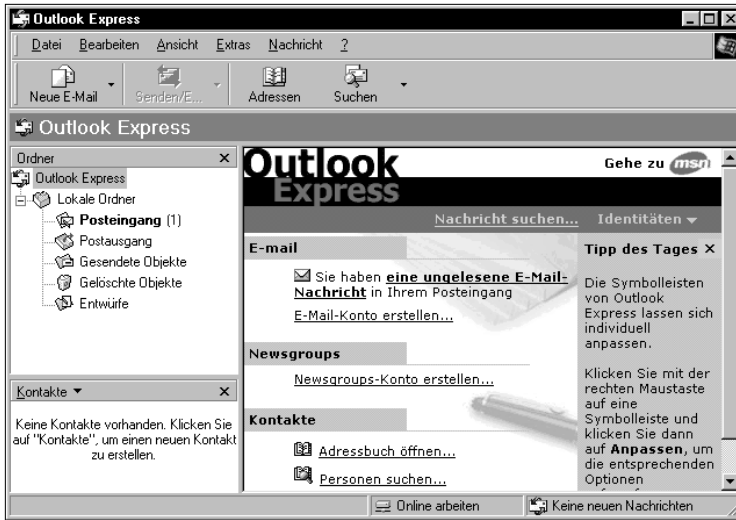 Outlook Express
Datei Bearbeiten Ansicht Extras Nachricht ?
Neue E-Mail Senden/E... Adressen Suchen
Outlook Express
Ordner
Outlook Express
Lokale Ordner
Posteingang (1)
Postausgang
Gesendete Objekte
Gelöschte Objekte
Entwürfe
Kontakte
Keine Kontakte vorhanden. Klicken Sie
auf "Kontakte", um einen neuen Kontakt
zu erstellen.
Outlook
Express
Gehe zu msn
Nachricht suchen... Identitäten
E-mail
Sie haben eine ungelesene E-Mail-
Nachricht in Ihrem Posteingang
E-Mail-Konto erstellen...
Newsgroups
Newsgroups-Konto erstellen...
Kontakte
Adressbuch öffnen...
Personen suchen...
Tipp des Tages
Die Symbolleisten
von Outlook
Express lassen sich
individuell
anpassen.
Klicken Sie mit der
rechten Maustaste
auf eine
Symbolleiste und
klicken Sie dann
auf Anpassen, um
die entsprechenden
Optionen
Online arbeiten
Keine neuen Nachrichten